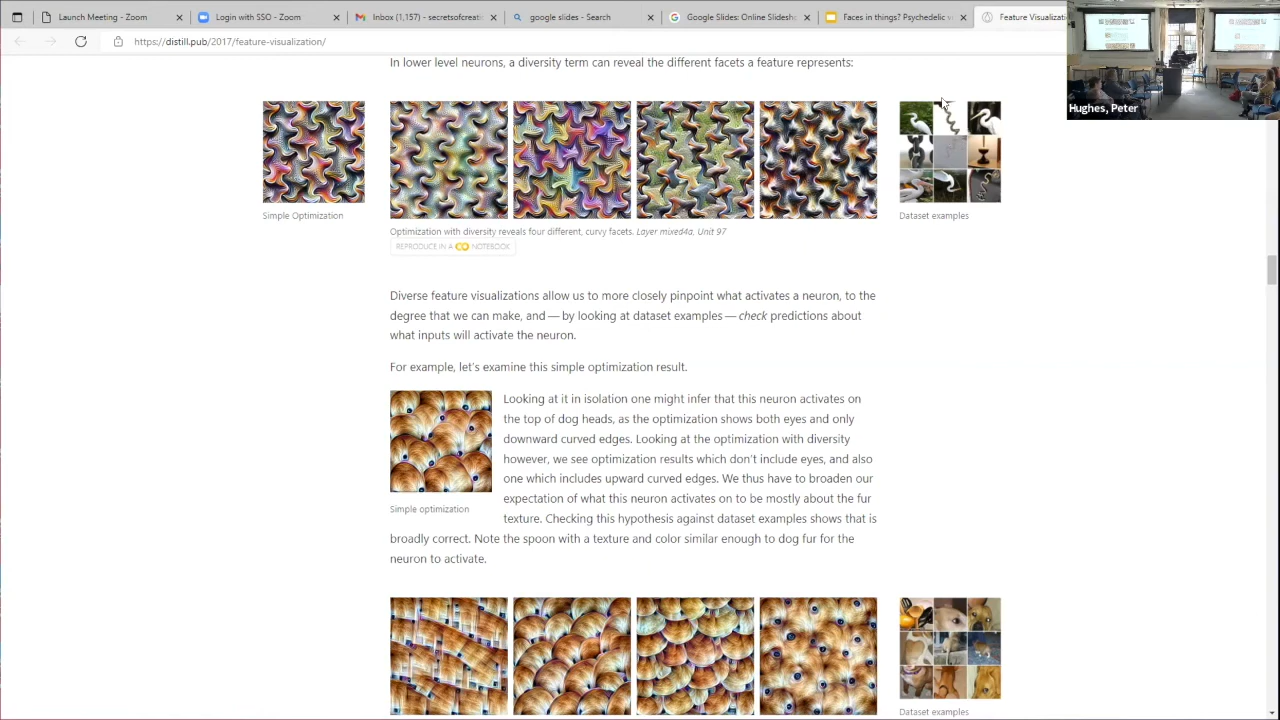 Launch Meeting - Zoom
Login with SSO - Zoom
Inbox (1,157) - secretsofcrea
google slides - Search
Google Slides: Online Slidesh
Faces in things? Psychedelic v
Feature Visualizati
https://distill.pub/2017/feature-visualization/
Hughes, Peter
In lower level neurons, a diversity term can reveal the different facets a feature represents:
Simple Optimization
Dataset examples
Optimization with diversity reveals four different, curvy facets. Layer mixed4a, Unit 97
REPRODUCE IN A CO NOTEBOOK
Diverse feature visualizations allow us to more closely pinpoint what activates a neuron, to the
degree that we can make, and — by looking at dataset examples — check predictions about
what inputs will activate the neuron.
For example, let's examine this simple optimization result.
Looking at it in isolation one might infer that this neuron activates on
the top of dog heads, as the optimization shows both eyes and only
downward curved edges. Looking at the optimization with diversity
however, we see optimization results which don't include eyes, and also
one which includes upward curved edges. We thus have to broaden our
expectation of what this neuron activates on to be mostly about the fur
texture. Checking this hypothesis against dataset examples shows that is
broadly correct. Note the spoon with a texture and color similar enough to dog fur for the
neuron to activate.
Simple optimization
Dataset examples